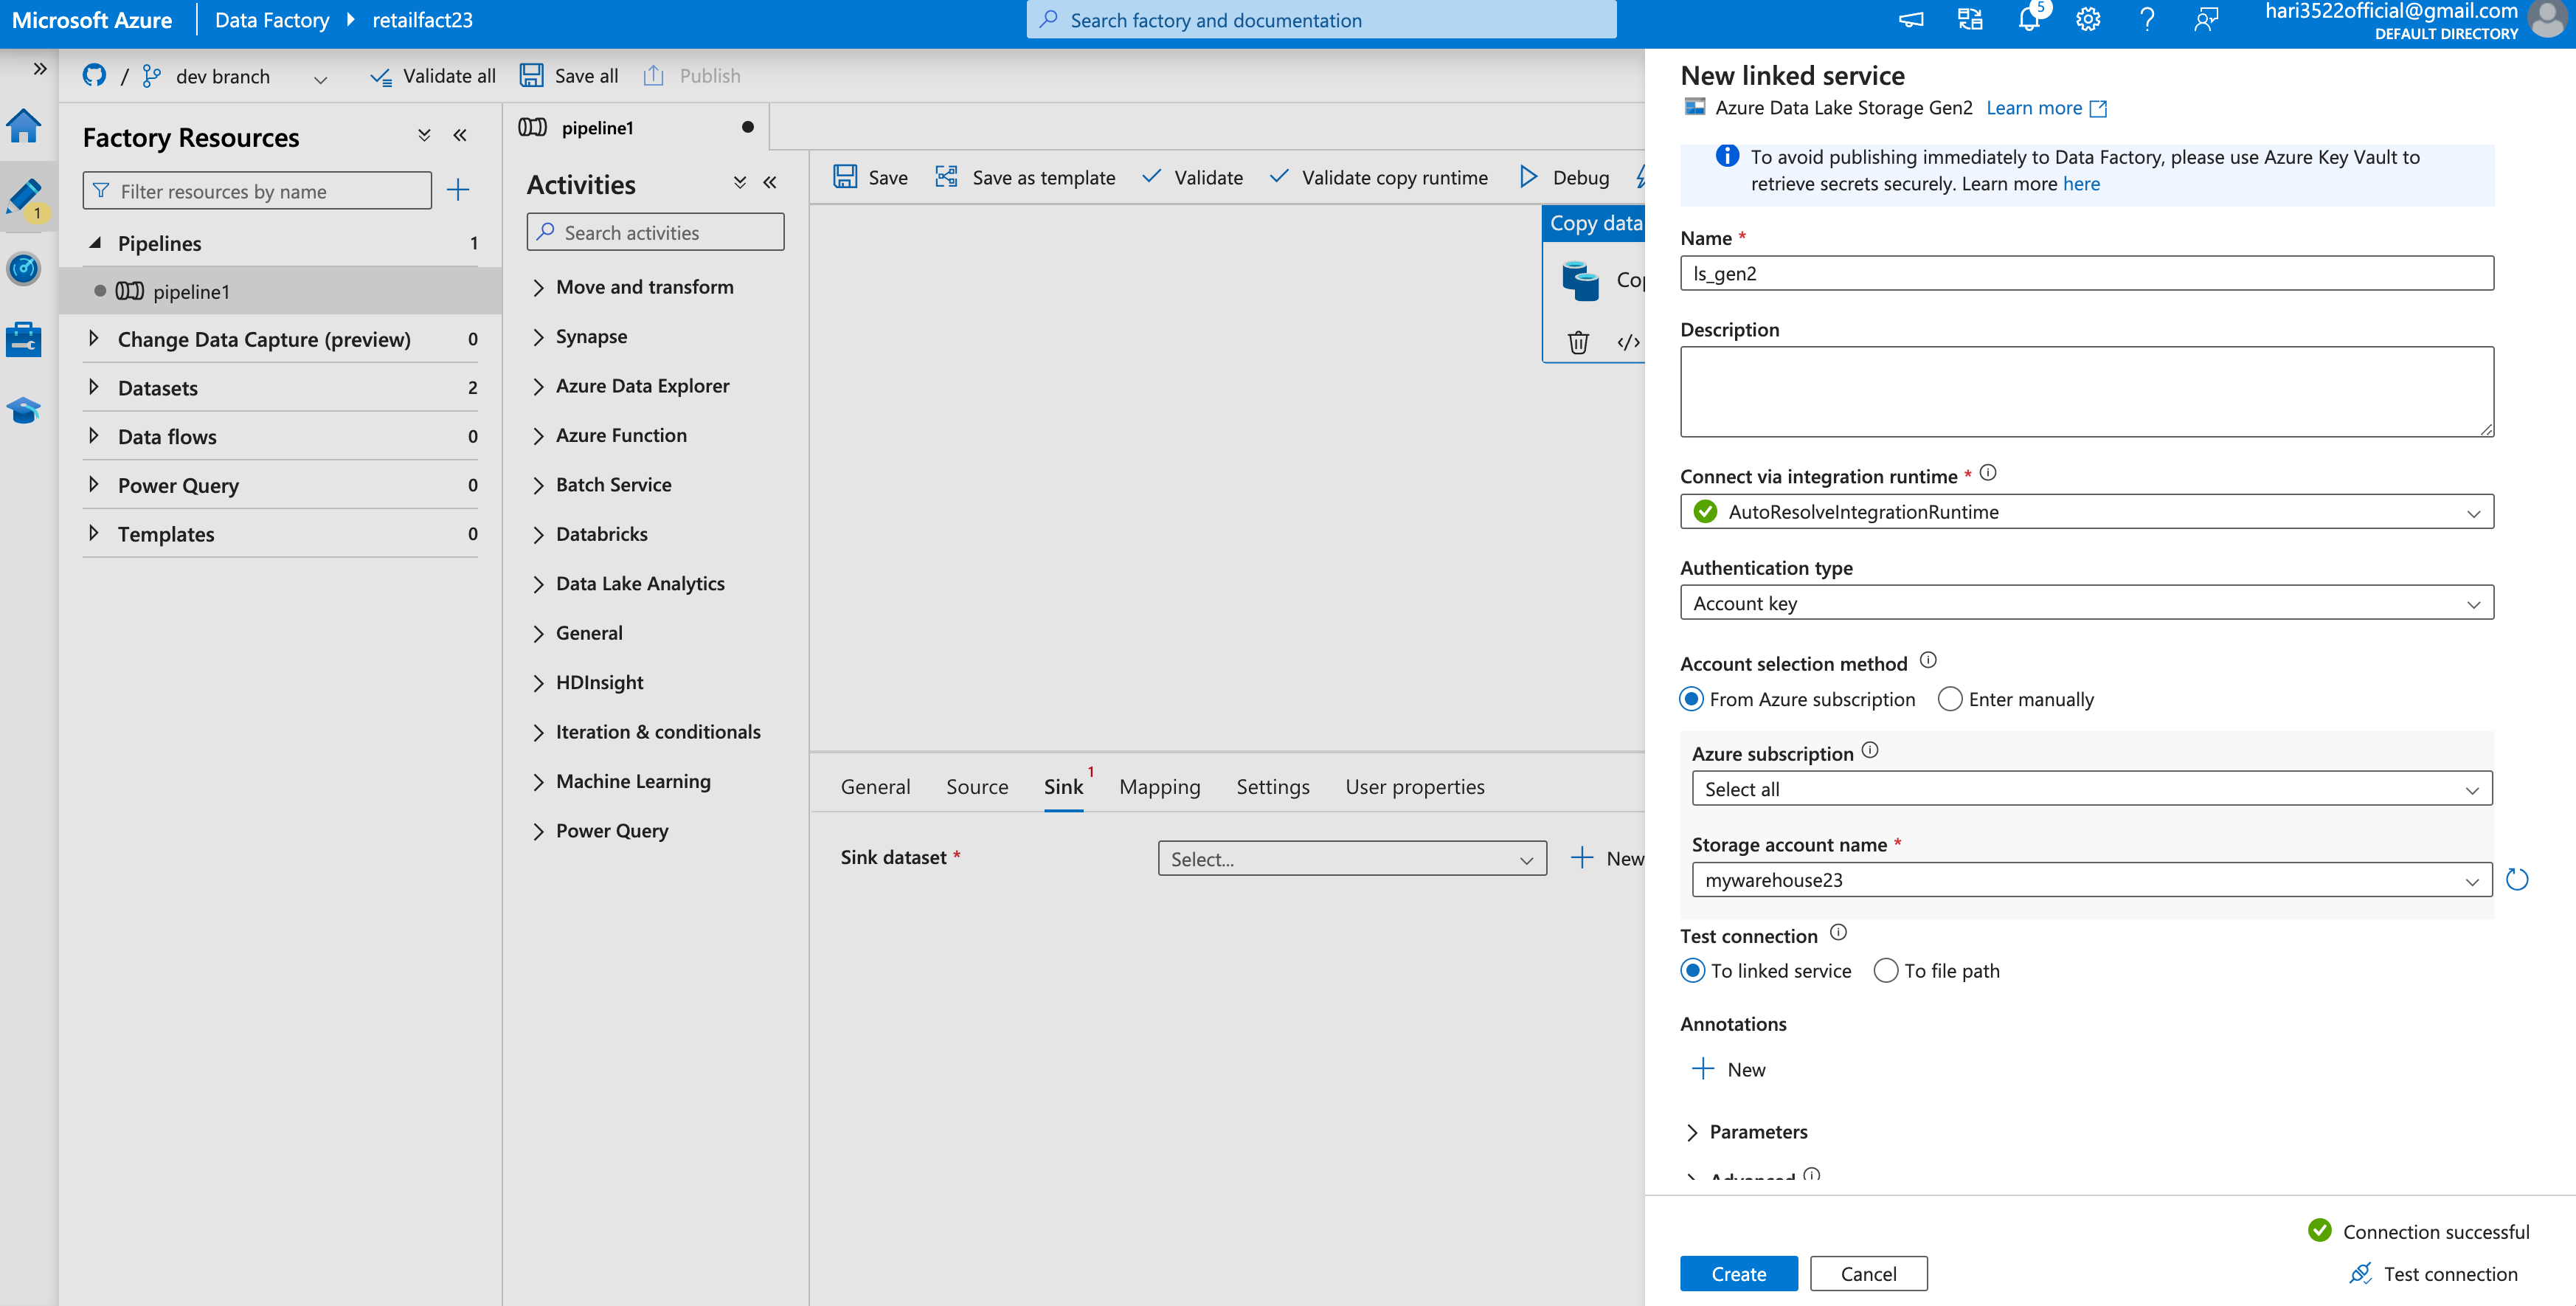 Microsoft Azure
Data Factory
retailfact23
Search factory and documentation
5
hari3522official@gmail.com
DEFAULT DIRECTORY
/
dev branch
Validate all
Save all
Publish
1
Factory Resources
Filter resources by name
Pipelines
1
pipeline1
Change Data Capture (preview)
0
Datasets
2
Data flows
0
Power Query
0
Templates
0
pipeline1
Activities
Search activities
Move and transform
Synapse
Azure Data Explorer
Azure Function
Batch Service
Databricks
Data Lake Analytics
General
HDInsight
Iteration & conditionals
Machine Learning
Power Query
Save
Save as template
Validate
Validate copy runtime
Debug
Copy data
General
Source
Sink
1
Mapping
Settings
User properties
Sink dataset *
Select...
New
New linked service
Azure Data Lake Storage Gen2
Learn more
To avoid publishing immediately to Data Factory, please use Azure Key Vault to
retrieve secrets securely. Learn more here
Name *
ls_gen2
Description
Connect via integration runtime *
AutoResolveIntegrationRuntime
Authentication type
Account key
Account selection method
From Azure subscription
Enter manually
Azure subscription
Select all
Storage account name *
mywarehouse23
Test connection
To linked service
To file path
Annotations
New
Parameters
Advanced
Connection successful
Create
Cancel
Test connection